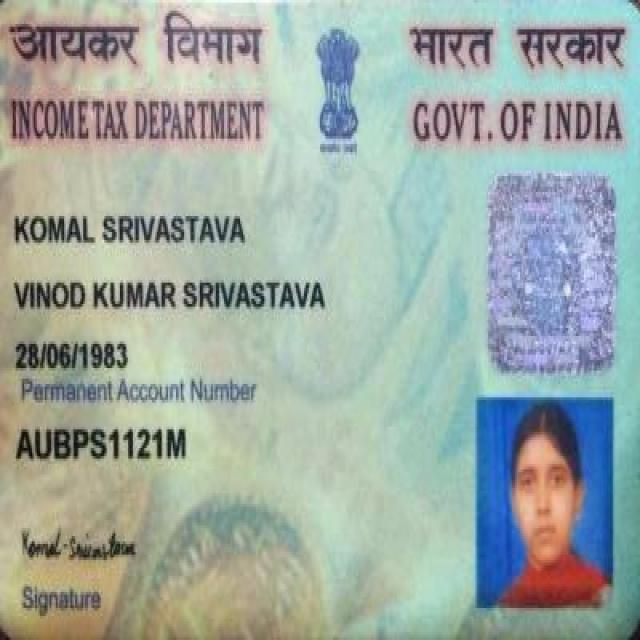 आयकर विभाग
भारत सरकार
INCOME TAX DEPARTMENT
GOVT. OF INDIA
KOMAL SRIVASTAVA
VINOD KUMAR SRIVASTAVA
28/06/1983
Permanent Account Number
AUBPS1121M
Komal Srivastava
Signature